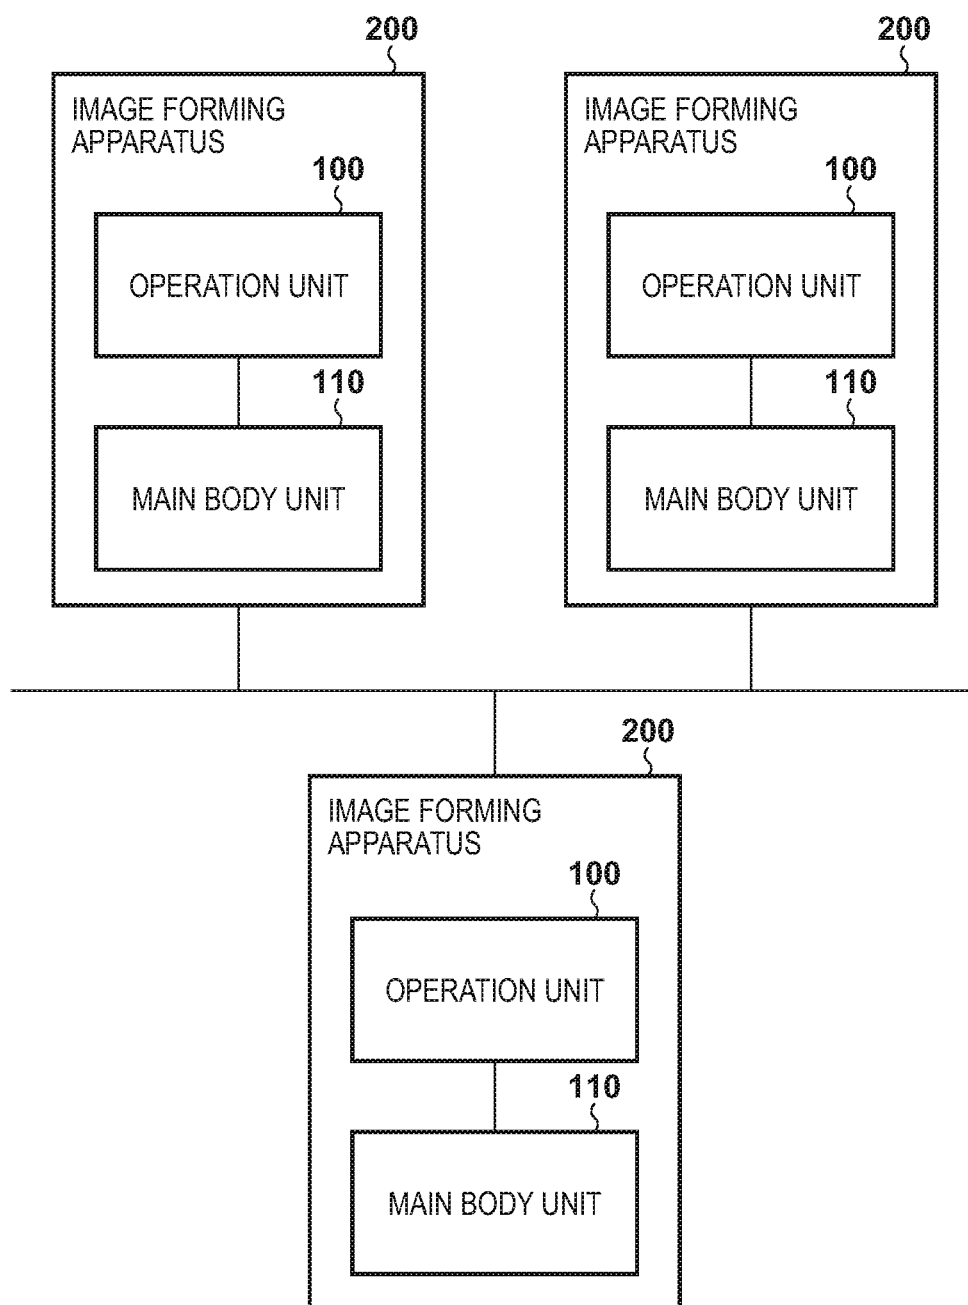 200
IMAGE FORMING
APPARATUS
100
OPERATION UNIT
110
MAIN BODY UNIT
200
IMAGE FORMING
APPARATUS
100
OPERATION UNIT
110
MAIN BODY UNIT
200
IMAGE FORMING
APPARATUS
100
OPERATION UNIT
110
MAIN BODY UNIT